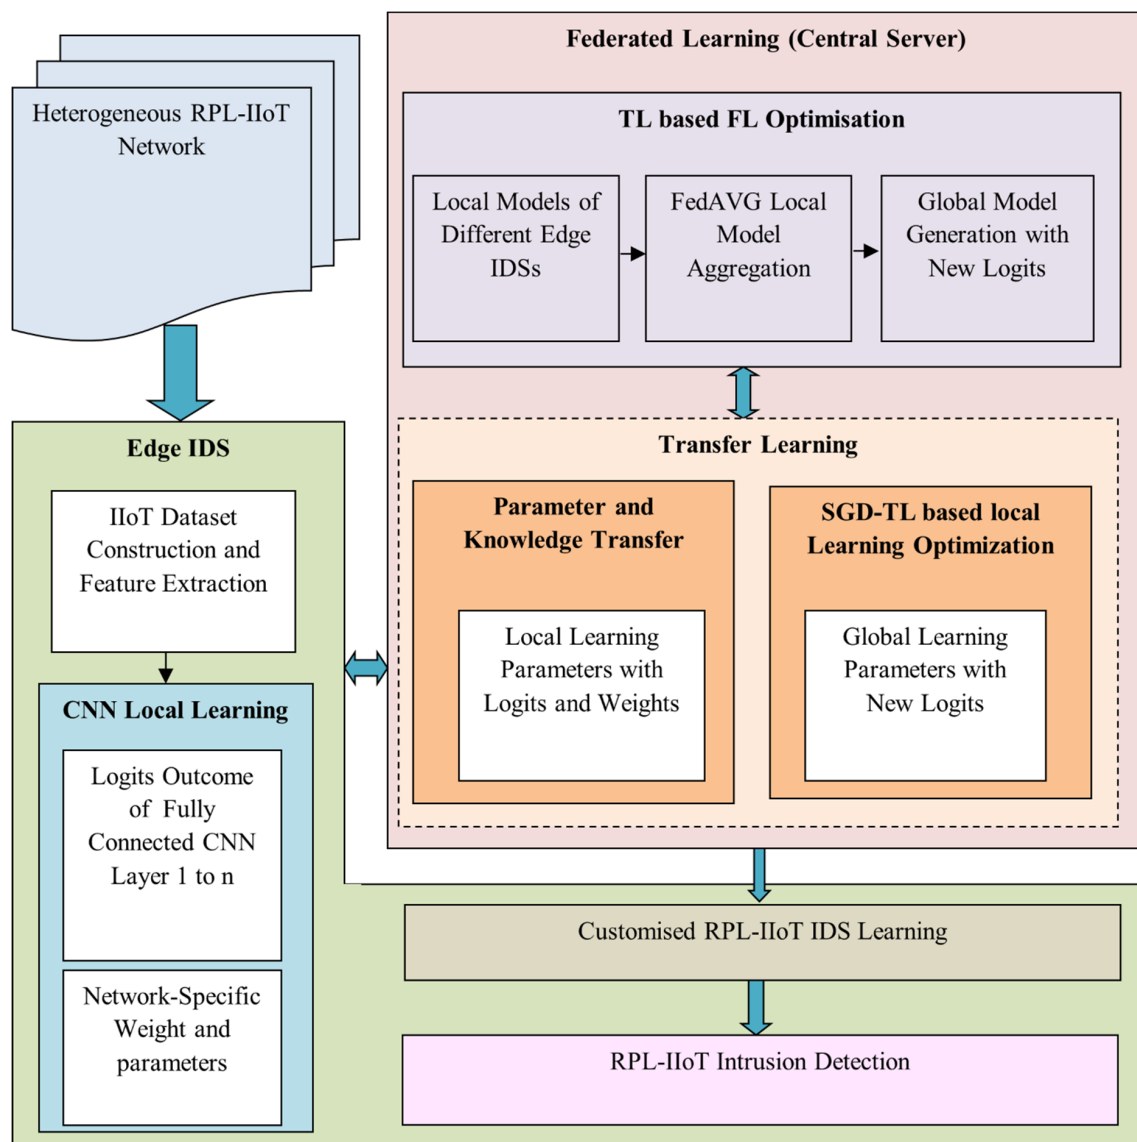 Heterogeneous RPL-IIoT
Network
Federated Learning (Central Server)
TL based FL Optimisation
Local Models of
Different Edge
IDSs
FedAVG Local
Model
Aggregation
Global Model
Generation with
New Logits
Transfer Learning
Parameter and
Knowledge Transfer
Local Learning
Parameters with
Logits and Weights
SGD-TL based local
Learning Optimization
Global Learning
Parameters with
New Logits
Edge IDS
IIoT Dataset
Construction and
Feature Extraction
CNN Local Learning
Logits Outcome
of Fully
Connected CNN
Layer 1 to n
Network-Specific
Weight and
parameters
Customised RPL-IIoT IDS Learning
RPL-IIoT Intrusion Detection